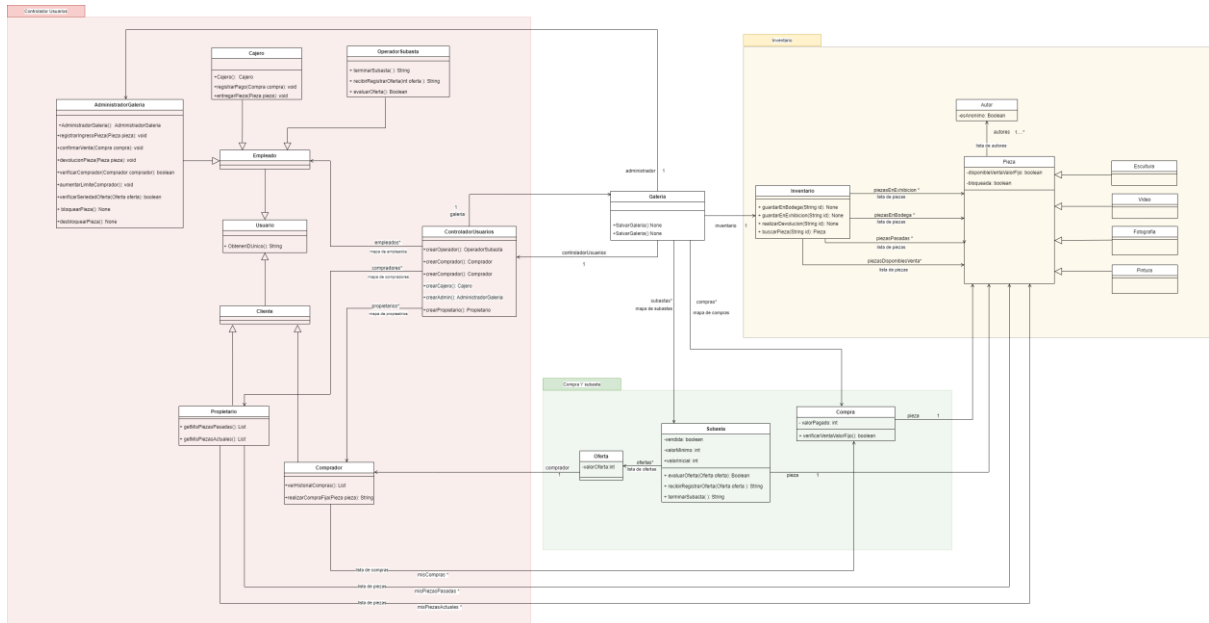 Controlador Usuarios
Cajero
+Cajero(): Cajero
+registrarPago(Compra compra): void
+entregarPieza(Pieza pieza): void
OperadorSubasta
+ terminarSubasta( ): String
+ recibirRegistrarOferta(int oferta ): String
+ evaluarOferta(): Boolean
AdministradorGaleria
+AdministradorGaleria(): AdministradorGaleria
+registrarIngresoPieza(Pieza pieza): void
+confirmarVenta(Compra compra): void
+devolucionPieza(Pieza pieza): void
+verificarComprador(Comprador comprador): boolean
+aumentarLimiteComprador(): void
+verificarSeriedadOferta(Oferta oferta): boolean
bloquearPieza(): None
+ desbloquearPieza(): None
Empleado
Usuario
+ ObtenerIDUnico(): String
Cliente
Propietario
+ getMisPiezasPasadas(): List
+ getMisPiezasActuales(): List
Comprador
+verHistorialCompras(): List
+realizarCompraFija(Pieza pieza): String
1
galeria
ControladorUsuarios
+crearOperador(): OperadorSubasta
+crearComprador(): Comprador
+crearComprador(): Comprador
+crearCajero(): Cajero
+crearAdmin(): AdministradorGaleria
+crearPropietario(): Propietario
empleados*
mapa de empleados
compradores*
mapa de compradores
propietarios*
mapa de propietarios
administrador 1
Galeria
+SalvarGaleria(): None
+SalvarGaleria(): None
controladorUsuarios
1
inventario 1
subastas*
mapa de subastas
compras*
mapa de compras
Inventario
Inventario
+ guardarEnBodega(String id): None
+ guardarEnExhibicion(String id): None
+ realizarDevolucion(String id): None
+ buscarPieza(String id): Pieza
piezasEnExhibicion *
lista de piezas
piezasEnBodega *
lista de piezas
piezasPasadas *
lista de piezas
piezasDisponiblesVenta*
lista de piezas
Autor
-esAnonimo: Boolean
autores 1....*
lista de autores
Pieza
-disponibleVentaValorFijo: boolean
-bloqueada: boolean
Escultura
Video
Fotografia
Pintura
Compra Y subasta
Compra
- valorPagado: int
+ verificarVentaValorFijo(): boolean
pieza 1
Subasta
-vendida: boolean
-valorMinimo: int
+valorInicial: int
+ evaluarOferta(Oferta oferta): Boolean
+ recibirRegistrarOferta(Oferta oferta ): String
+ terminarSubasta( ): String
pieza 1
Oferta
-valorOferta:int
ofertas*
lista de ofertas
comprador
1
lista de compras
misCompras *
lista de piezas
misPiezasPasadas *
lista de piezas
misPiezasActuales *